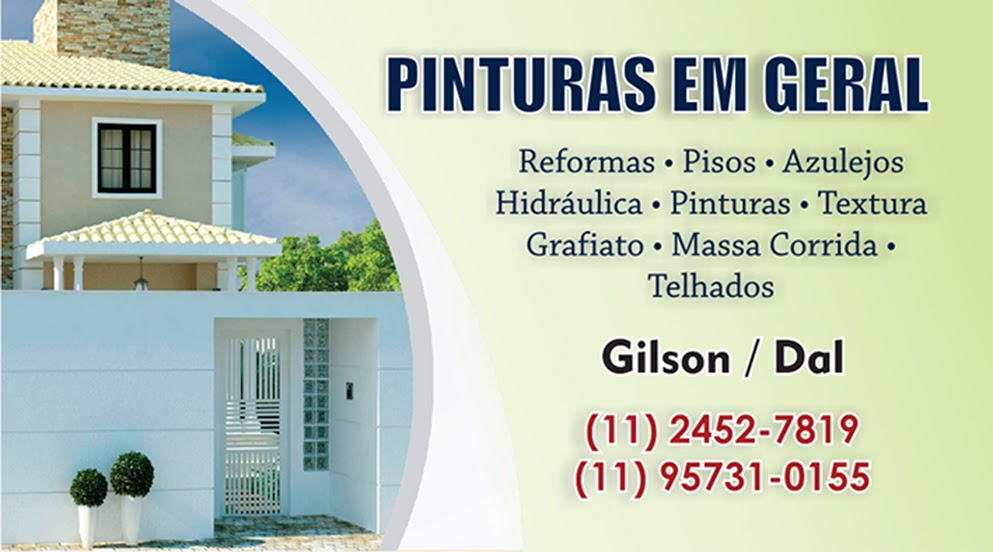 PINTURAS EM GERAL
Reformas • Pisos • Azulejos
Hidráulica • Pinturas • Textura
Grafiato • Massa Corrida •
Telhados
Gilson / Dal
(11) 2452-7819
(11) 95731-0155